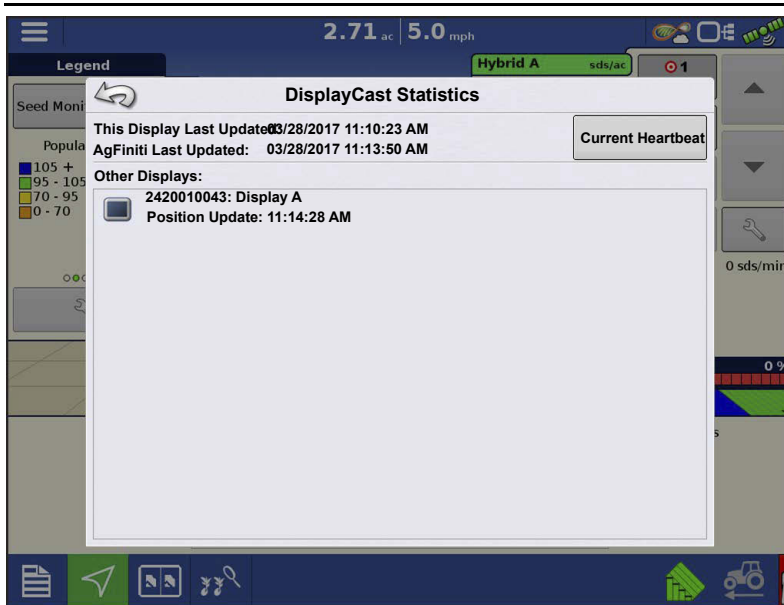 2.71 ac 5.0 mph
Legend
Hybrid A sds/ac
1
Seed Moni
DisplayCast Statistics
This Display Last Updated: 03/28/2017 11:10:23 AM
AgFiniti Last Updated: 03/28/2017 11:13:50 AM
Current Heartbeat
Popula
105 +
95 - 105
70 - 95
0 - 70
Other Displays:
2420010043: Display A
Position Update: 11:14:28 AM
0 sds/min
0 %
s